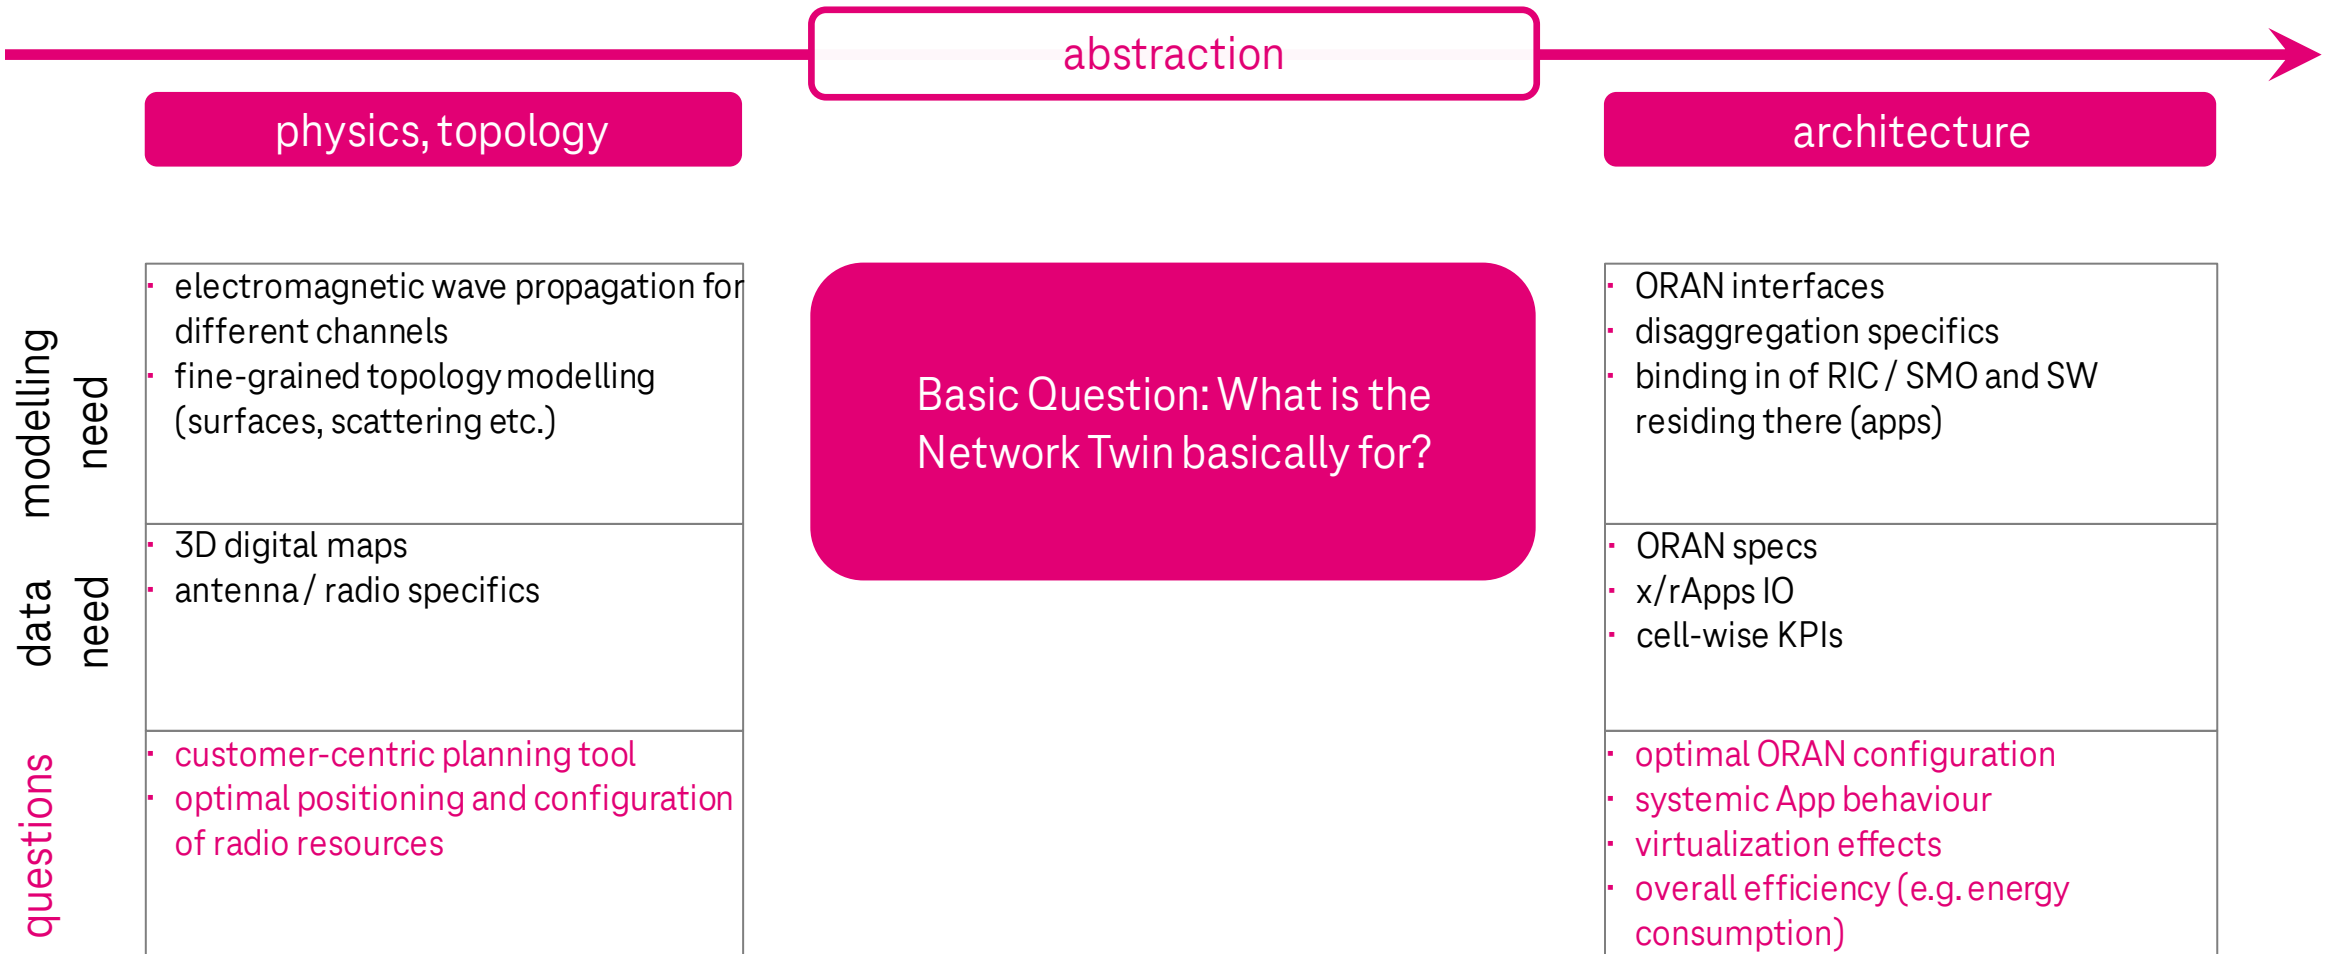 abstraction
physics, topology
architecture
modelling
need
· electromagnetic wave propagation for
different channels
· fine-grained topology modelling
(surfaces, scattering etc.)
Basic Question: What is the
Network Twin basically for?
· ORAN interfaces
· disaggregation specifics
· binding in of RIC / SMO and SW
residing there (apps)
data
need
· 3D digital maps
· antenna / radio specifics
· ORAN specs
· x/rApps IO
· cell-wise KPIs
questions
· customer-centric planning tool
· optimal positioning and configuration
of radio resources
· optimal ORAN configuration
· systemic App behaviour
· virtualization effects
· overall efficiency (e.g. energy
consumption)